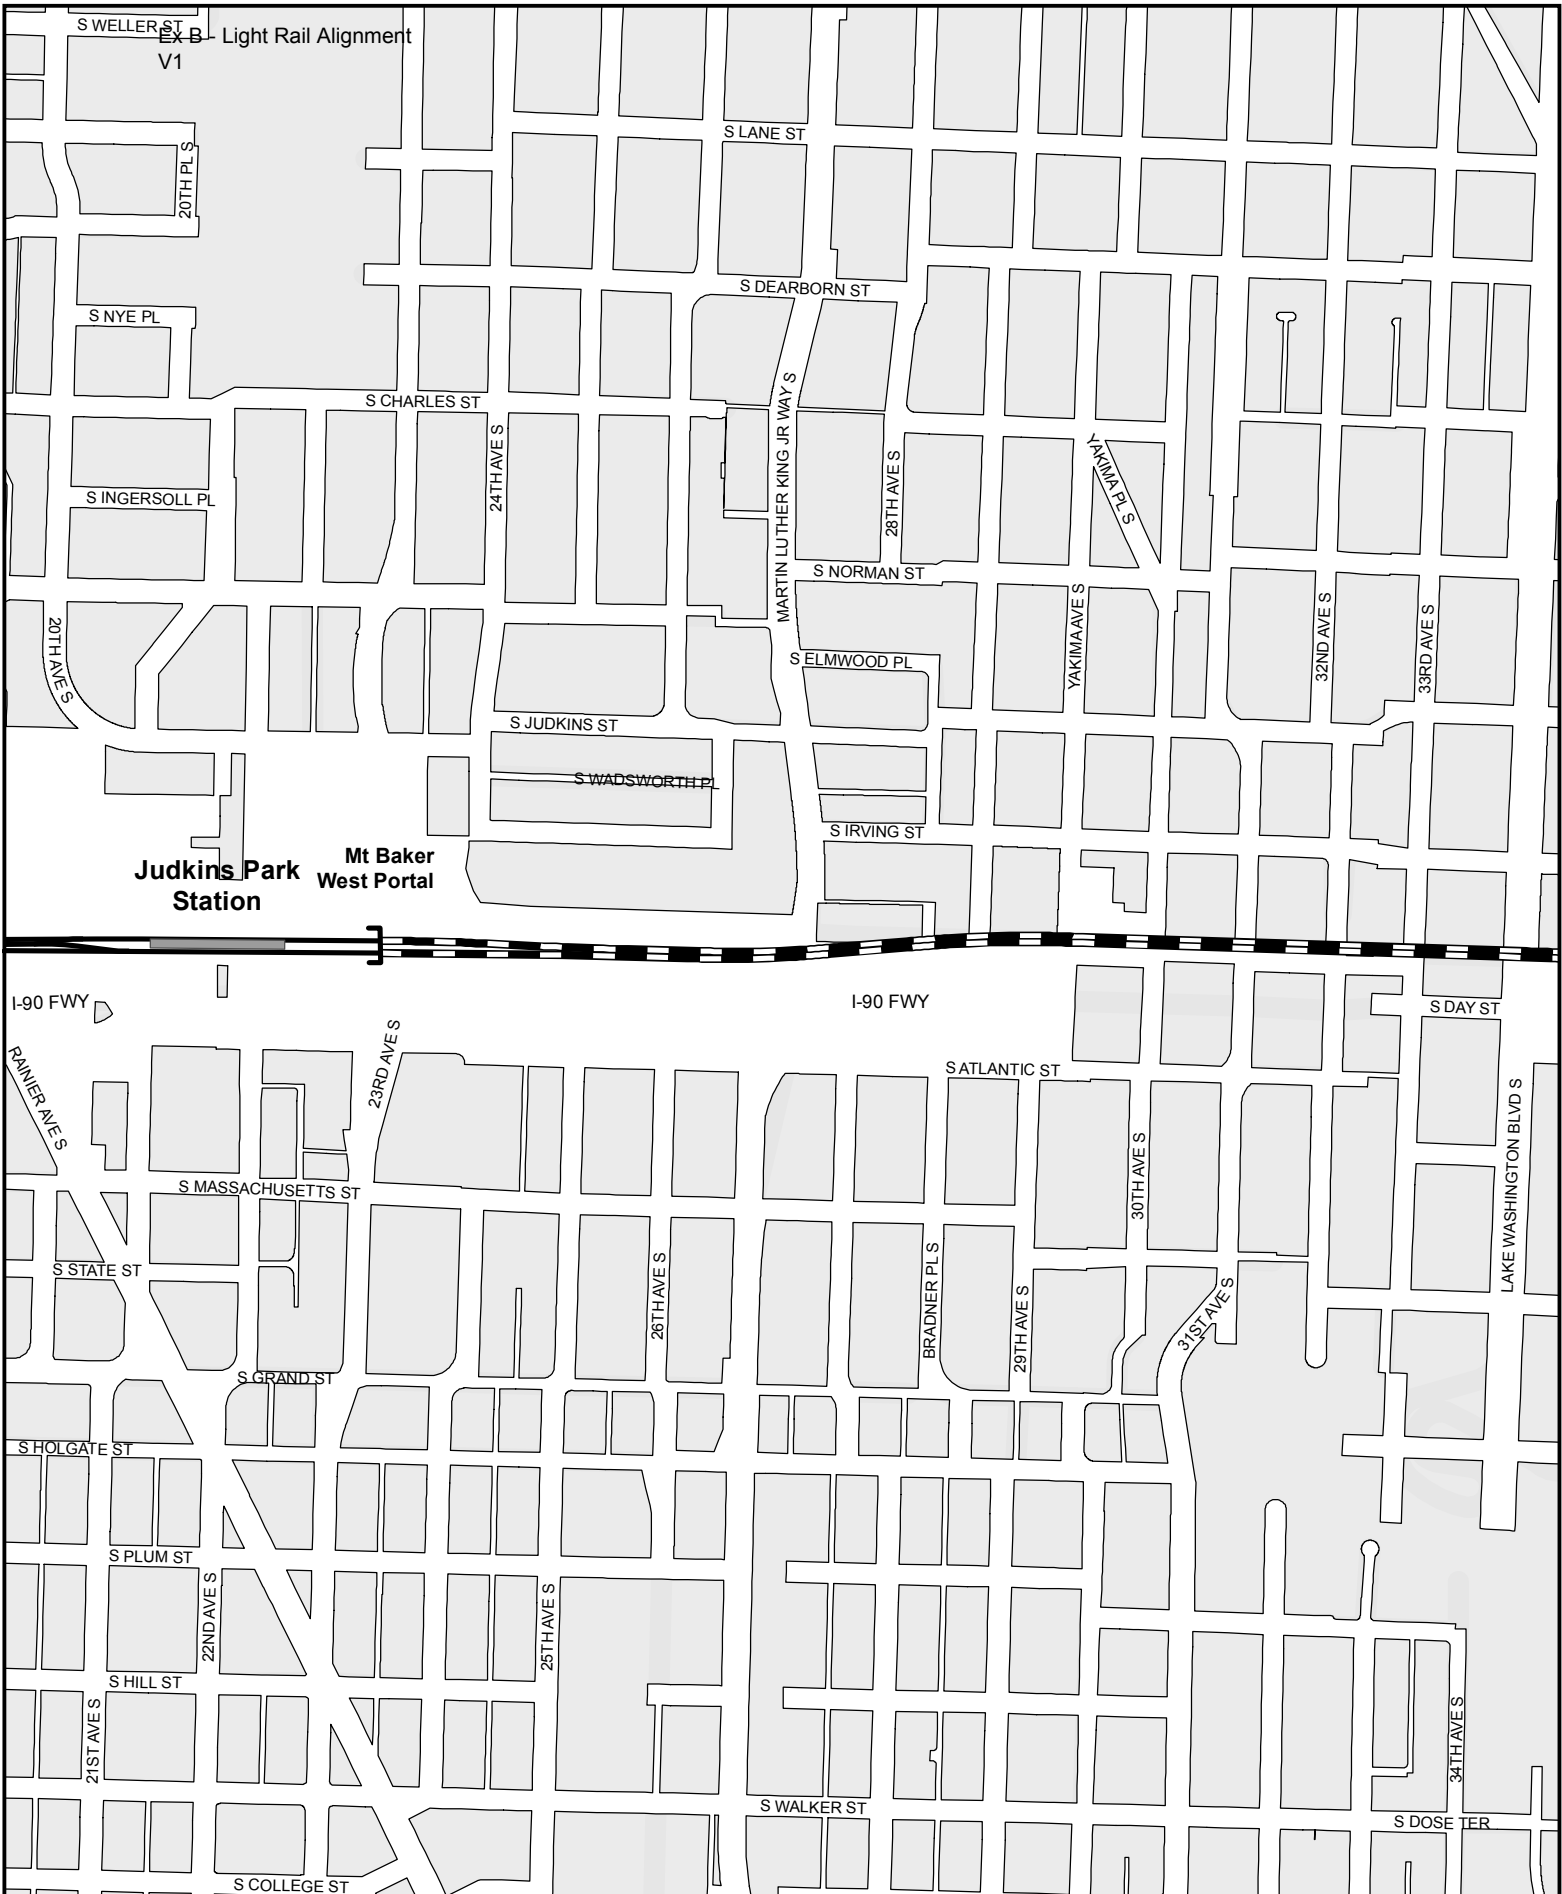 S WELLER ST
Ex B - Light Rail Alignment
V1
S LANE ST
20TH PL S
S DEARBORN ST
S NYE PL
S CHARLES ST
MARTIN LUTHER KING JR WAY S
24TH AVE S
28TH AVE S
YAKIMA PL S
S INGERSOLL PL
S NORMAN ST
20TH AVE S
YAKIMA AVE S
32ND AVE S
33RD AVE S
S ELMWOOD PL
S JUDKINS ST
S WADSWORTH PL
S IRVING ST
Judkins Park
Station
Mt Baker
West Portal
I-90 FWY
I-90 FWY
S DAY ST
RAINIER AVE S
23RD AVE S
S ATLANTIC ST
LAKE WASHINGTON BLVD S
30TH AVE S
S MASSACHUSETTS ST
S STATE ST
26TH AVE S
BRADNER PL S
29TH AVE S
31ST AVE S
S GRAND ST
S HOLGATE ST
S PLUM ST
22ND AVE S
25TH AVE S
S HILL ST
21ST AVE S
34TH AVE S
S WALKER ST
S DOSE TER
S COLLEGE ST